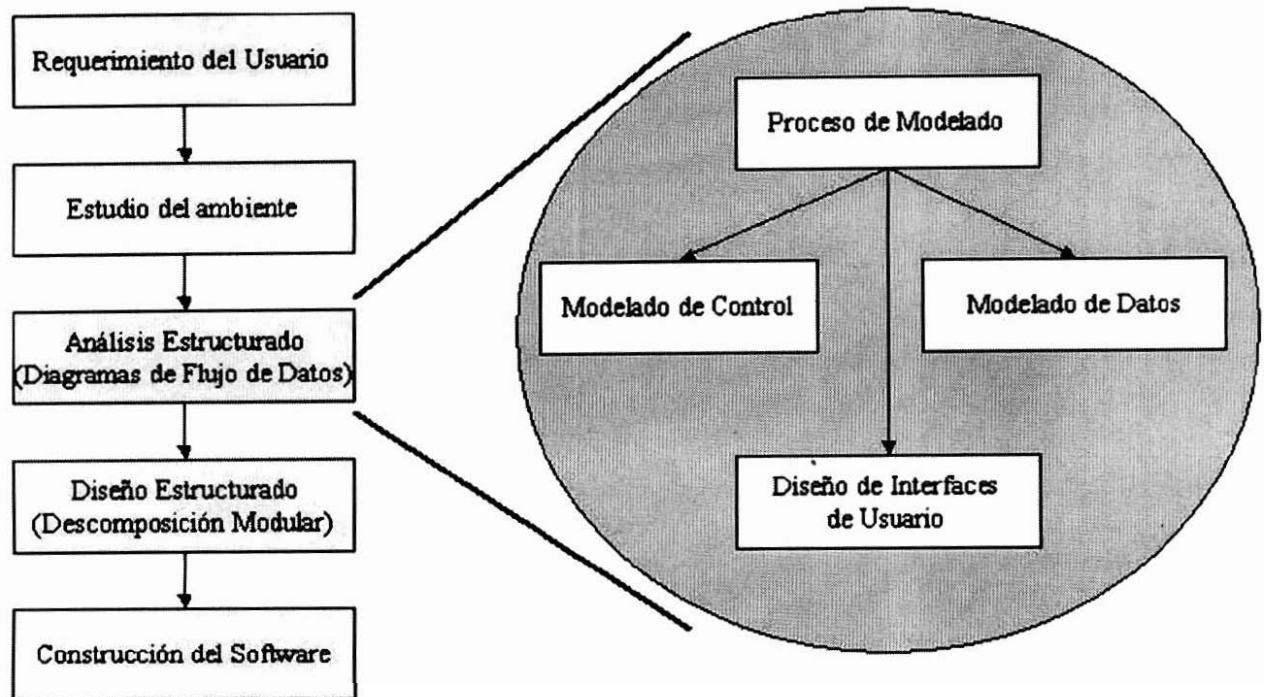 Requerimiento del Usuario
Estudio del ambiente
Análisis Estructurado
(Diagramas de Flujo de Datos)
Diseño Estructurado
(Descomposición Modular)
Construcción del Software
Proceso de Modelado
Modelado de Control
Modelado de Datos
Diseño de Interfaces
de Usuario